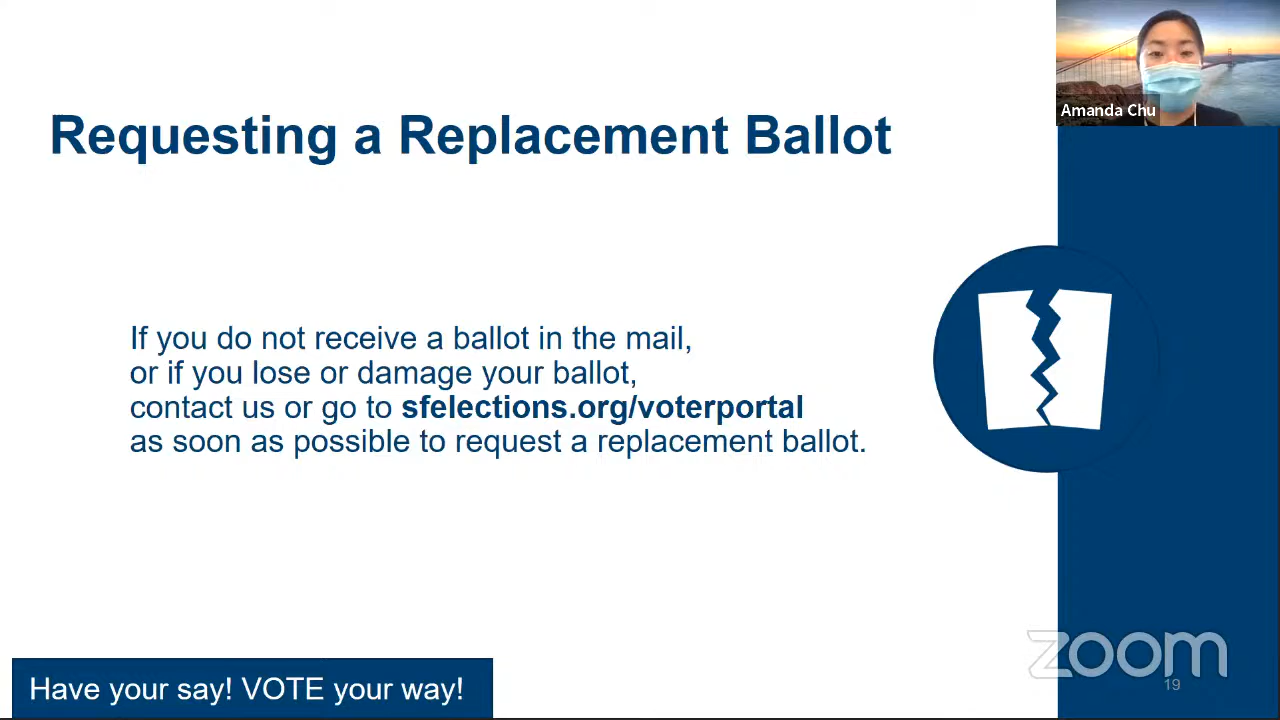 Amanda Chu
Requesting a Replacement Ballot
If you do not receive a ballot in the mail,
or if you lose or damage your ballot,
contact us or go to sfelections.org/voterportal
as soon as possible to request a replacement ballot.
Have your say! VOTE your way!
zoom
19